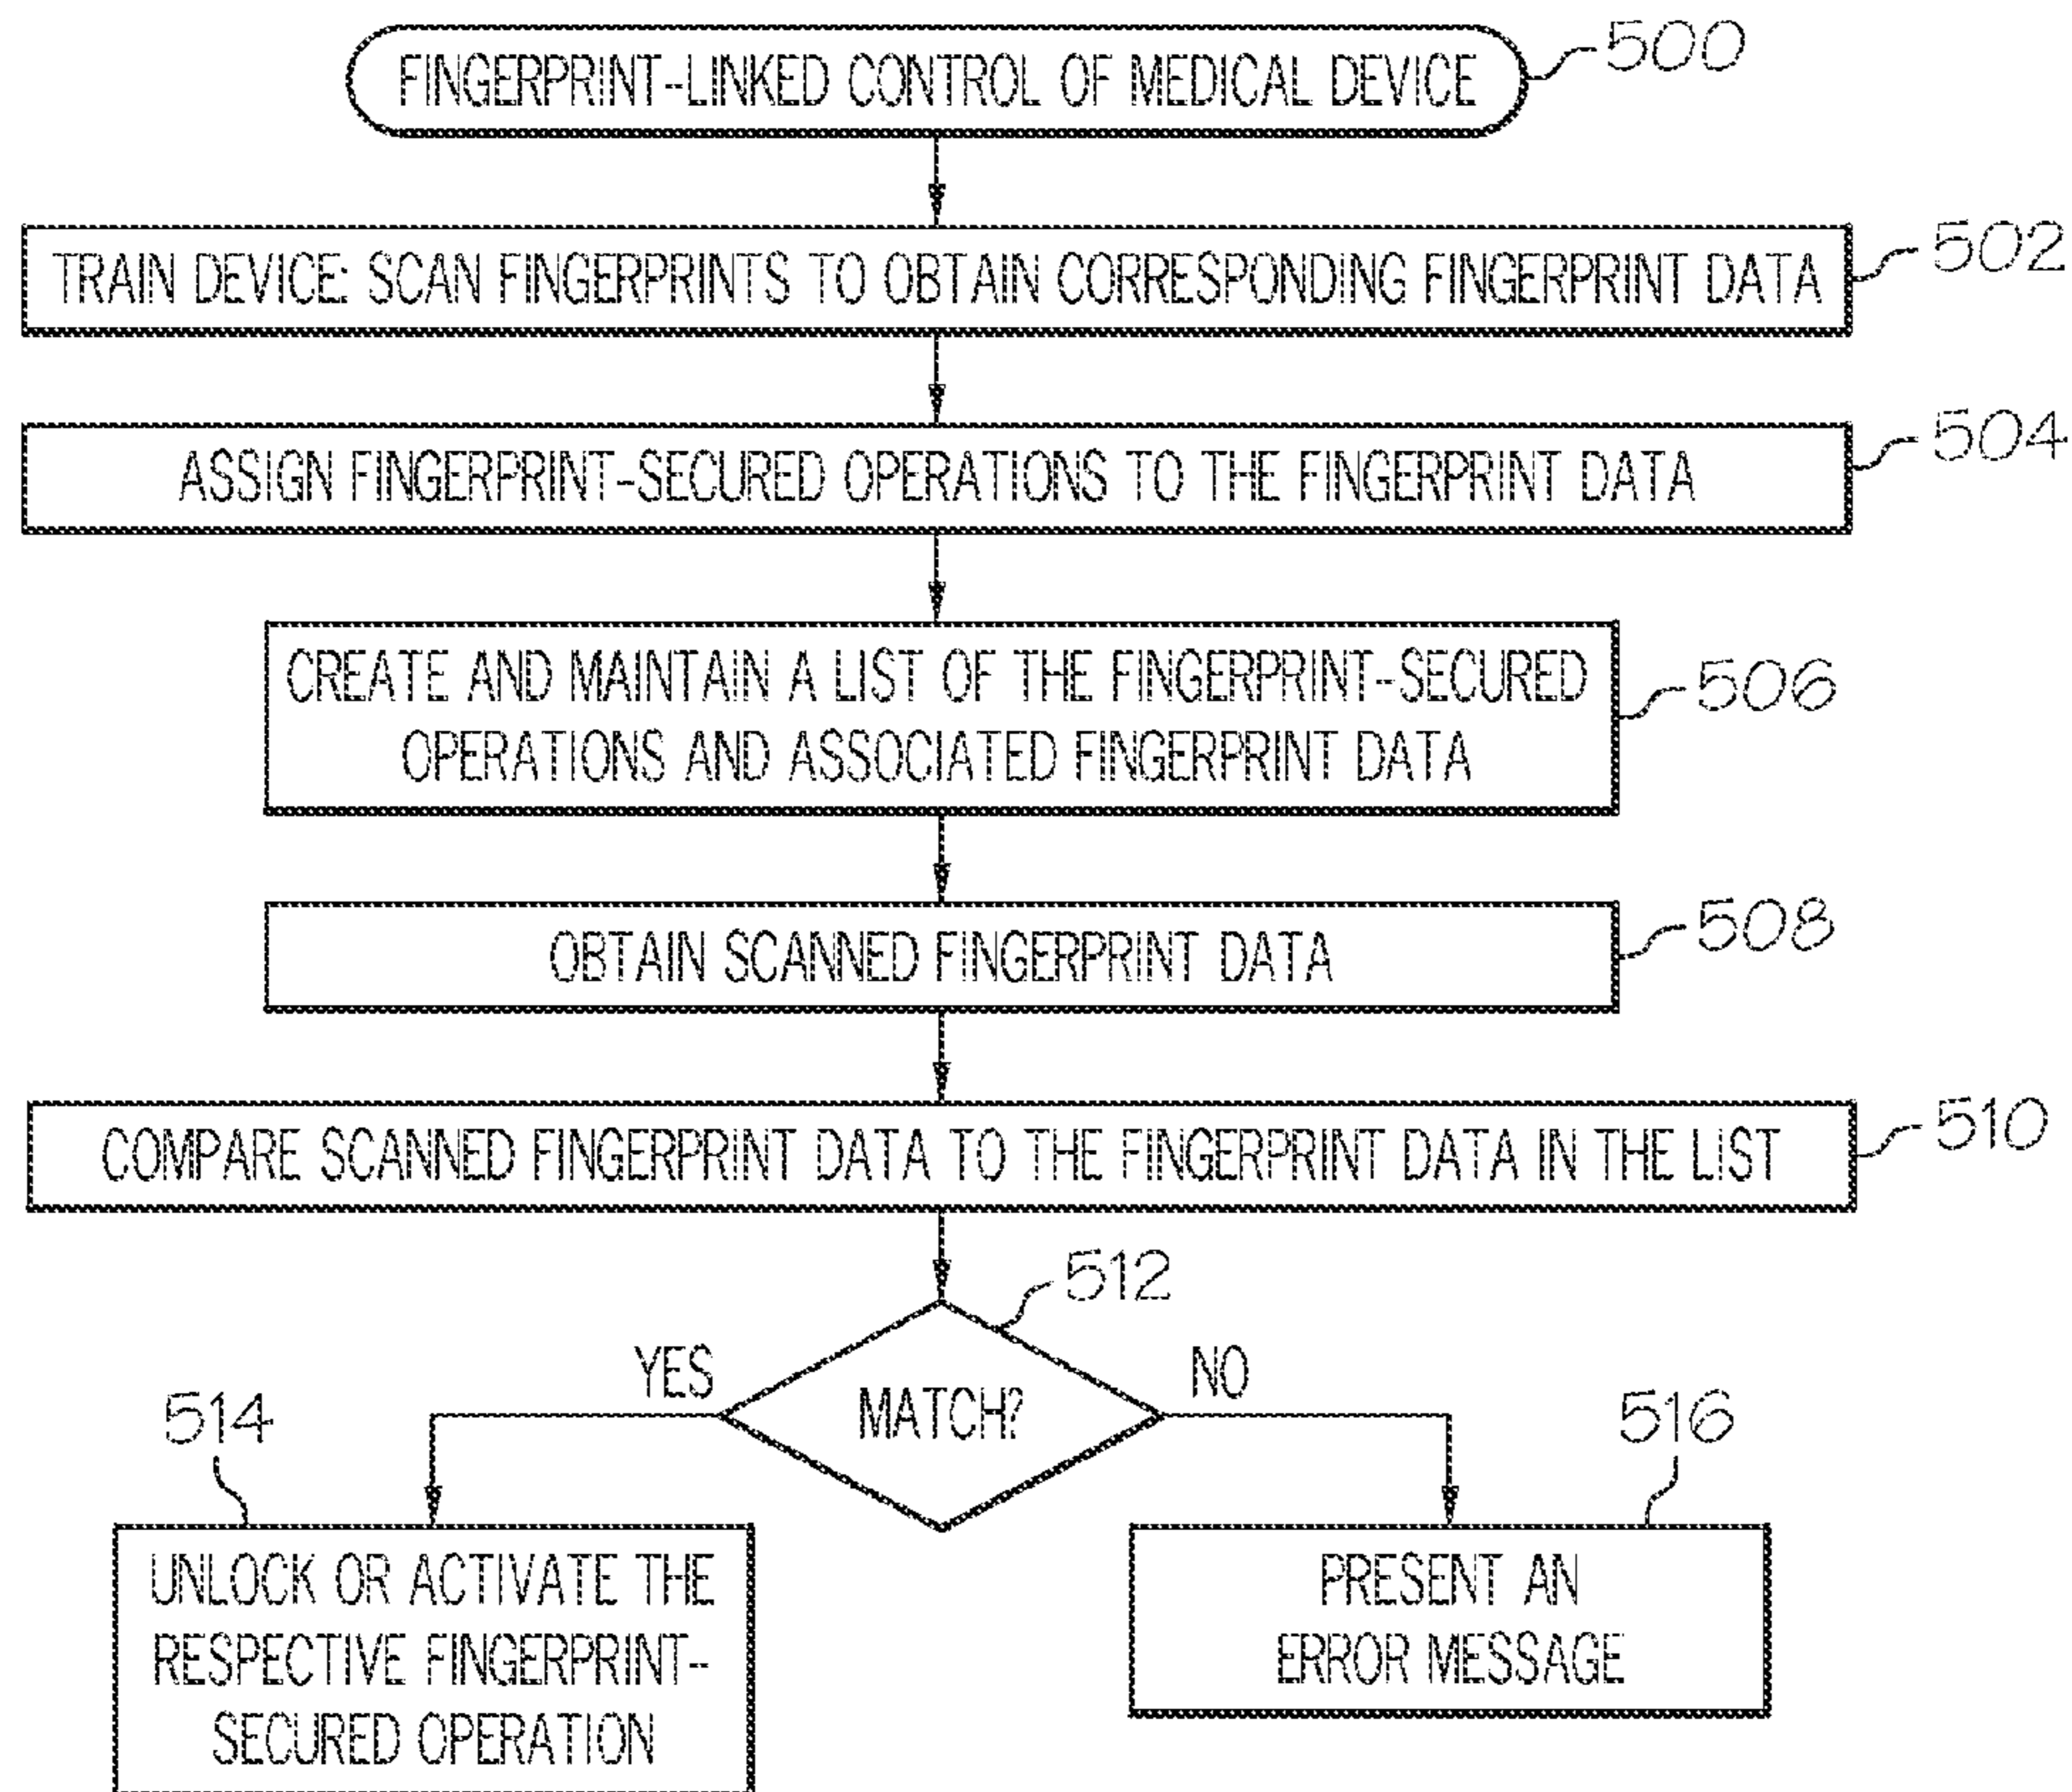 FINGERPRINT-LINKED CONTROL OF MEDICAL DEVICE
500
TRAIN DEVICE: SCAN FINGERPRINTS TO OBTAIN CORRESPONDING FINGERPRINT DATA
502
ASSIGN FINGERPRINT-SECURED OPERATIONS TO THE FINGERPRINT DATA
504
CREATE AND MAINTAIN A LIST OF THE FINGERPRINT-SECURED
OPERATIONS AND ASSOCIATED FINGERPRINT DATA
506
OBTAIN SCANNED FINGERPRINT DATA
508
COMPARE SCANNED FINGERPRINT DATA TO THE FINGERPRINT DATA IN THE LIST
510
512
YES
MATCH?
NO
514
516
UNLOCK OR ACTIVATE THE
RESPECTIVE FINGERPRINT-
SECURED OPERATION
PRESENT AN
ERROR MESSAGE